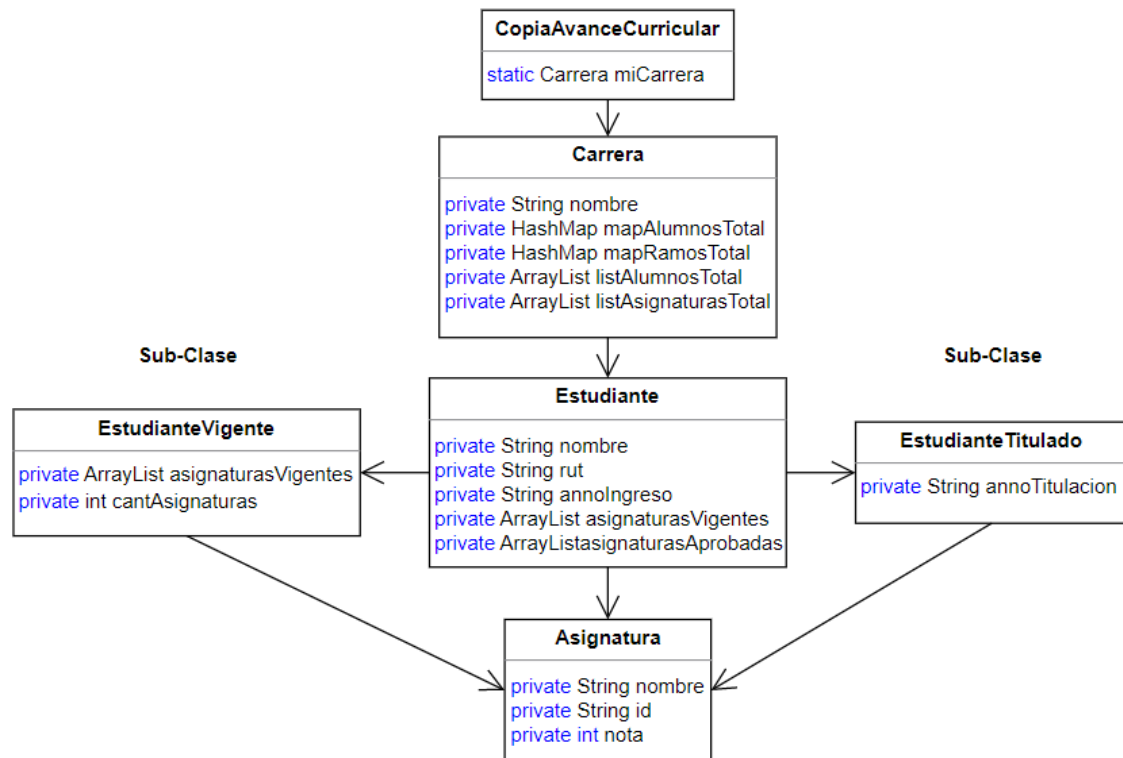 CopiaAvanceCurricular
static Carrera miCarrera
Carrera
private String nombre
private HashMap mapAlumnosTotal
private HashMap mapRamosTotal
private ArrayList listAlumnosTotal
private ArrayList listAsignaturasTotal
Sub-Clase
Sub-Clase
EstudianteVigente
private ArrayList asignaturasVigentes
private int cantAsignaturas
Estudiante
private String nombre
private String rut
private String annoIngreso
private ArrayList asignaturasVigentes
private ArrayListasignaturasAprobadas
EstudianteTitulado
private String annoTitulacion
Asignatura
private String nombre
private String id
private int nota